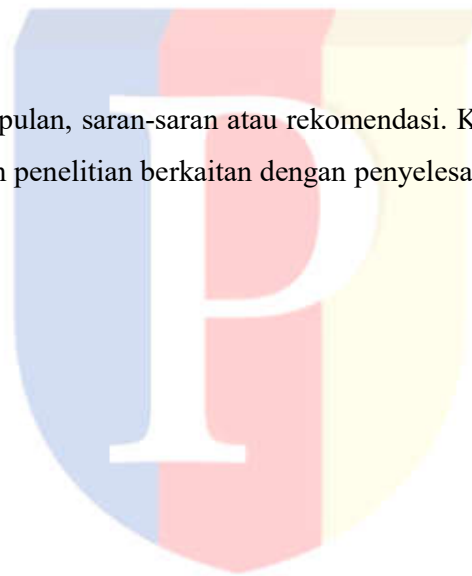 pulan, saran-saran atau rekomendasi. K
penelitian berkaitan dengan penyelesa
P